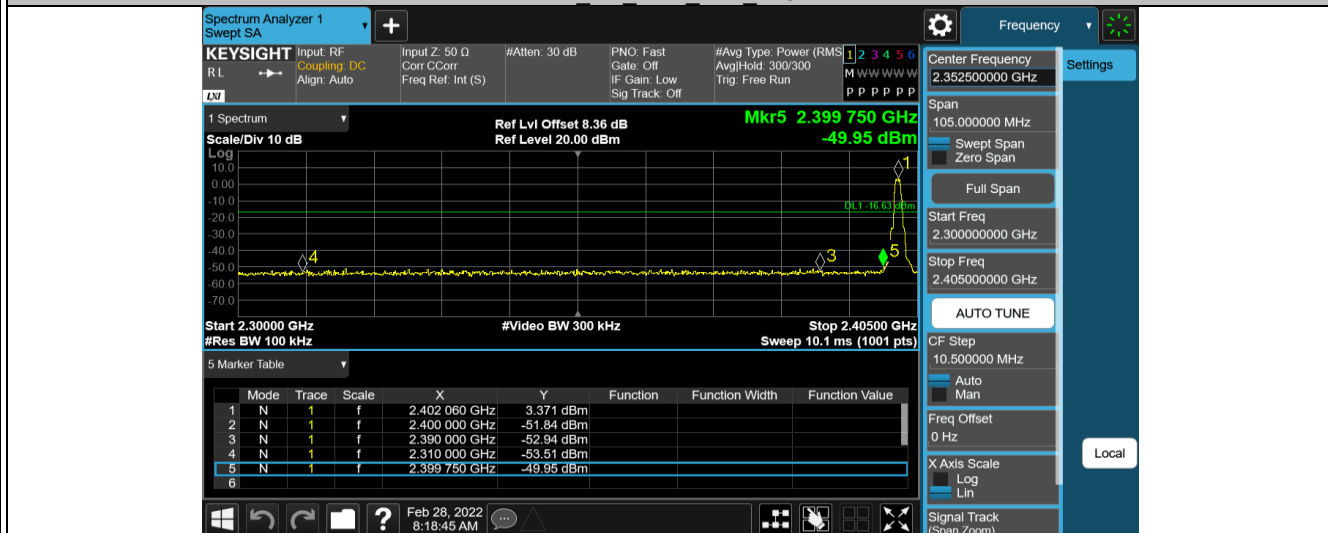 Spectrum Analyzer 1
Swept SA
+
Frequency
KEYSIGHT
Input: RF
Coupling: DC
Align: Auto
Input Z: 50 Ω
Corr CCorr
Freq Ref: Int (S)
#Atten: 30 dB
PNO: Fast
Gate: Off
IF Gain: Low
Sig Track: Off
#Avg Type: Power (RMS
Avg|Hold: 300/300
Trig: Free Run
1 2 3 4 5 6
M W W W W W
P P P P P P
R L
LXI
1 Spectrum
Scale/Div 10 dB
Ref Lvl Offset 8.36 dB
Ref Level 20.00 dBm
Mkr5 2.399 750 GHz
-49.95 dBm
Log
10.0
0.00
-10.0
-20.0
-30.0
-40.0
-50.0
-60.0
-70.0
1
DL1 -16.63 dBm
4
3
5
Start 2.30000 GHz
#Video BW 300 kHz
Stop 2.40500 GHz
#Res BW 100 kHz
Sweep 10.1 ms (1001 pts)
5 Marker Table
Mode Trace Scale X Y Function Function Width Function Value
1 N 1 f 2.402 060 GHz 3.371 dBm
2 N 1 f 2.400 000 GHz -51.84 dBm
3 N 1 f 2.390 000 GHz -52.94 dBm
4 N 1 f 2.310 000 GHz -53.51 dBm
5 N 1 f 2.399 750 GHz -49.95 dBm
6
?
Feb 28, 2022
8:18:45 AM
Center Frequency
2.352500000 GHz
Settings
Span
105.000000 MHz
Swept Span
Zero Span
Full Span
Start Freq
2.300000000 GHz
Stop Freq
2.405000000 GHz
AUTO TUNE
CF Step
10.500000 MHz
Auto
Man
Freq Offset
0 Hz
X Axis Scale
Log
Lin
Local
Signal Track
(Span Zoom)